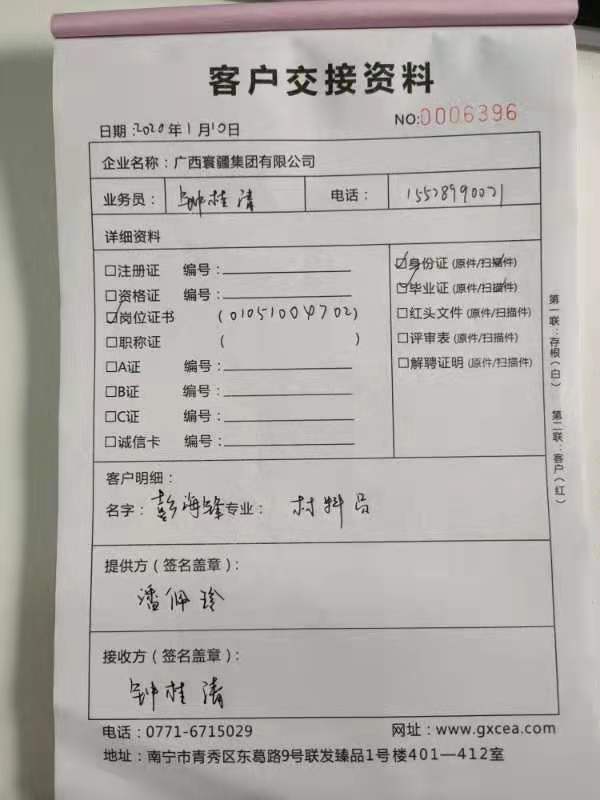 客户交接资料
NO:0006396
日期:2020年1月10日
企业名称：广西寰疆集团有限公司
业务员： 钟桂清 电话： 15578990071
详细资料
□注册证 编号：
□资格证 编号：
☑岗位证书 (01051004702)
□职称证 ( )
□A证 编号：
□B证 编号：
□C证 编号：
□诚信卡 编号：
☑身份证 (原件/扫描件)
☑毕业证 (原件/扫描件)
□红头文件 (原件/扫描件)
□评审表 (原件/扫描件)
□解聘证明 (原件/扫描件)
第一联：存根(白) 第二联：客户(红)
客户明细：
名字：彭海锋 专业： 材料员
提供方（签名盖章）：
潘佩玲
接收方（签名盖章）：
钟桂清
电话：0771-6715029 网址：www.gxcea.com
地址：南宁市青秀区东葛路9号联发臻品1号楼401—412室